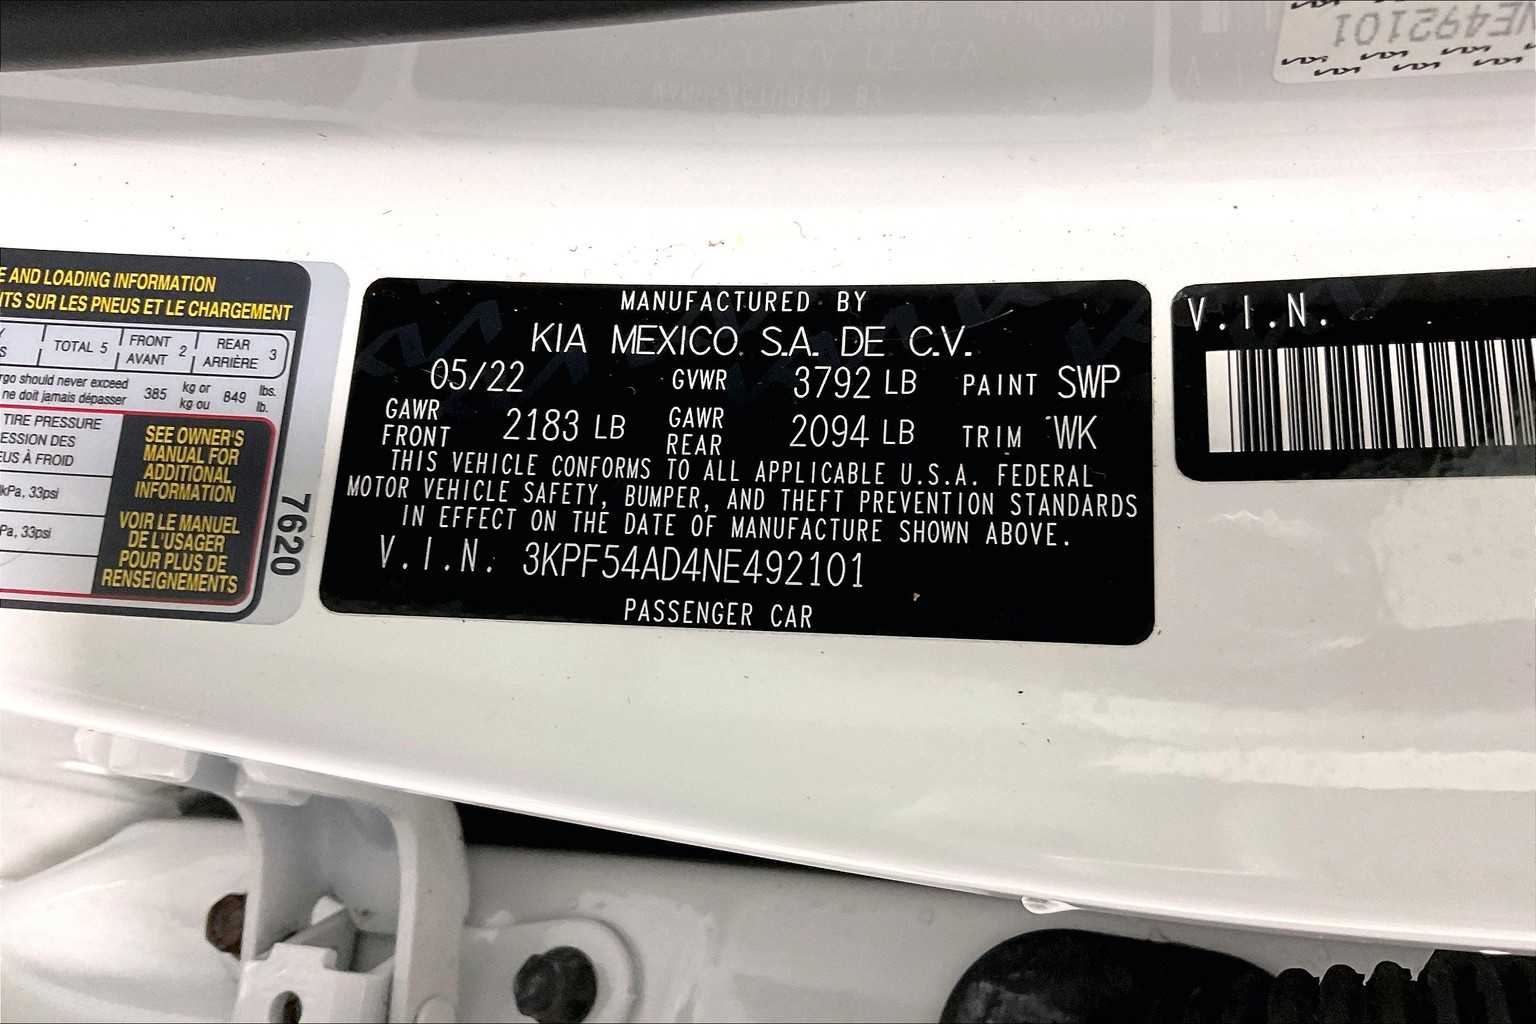 NE492101
E AND LOADING INFORMATION
ITS SUR LES PNEUS ET LE CHARGEMENT
TOTAL 5
FRONT
AVANT
2
REAR
ARRIÈRE
3
rgo should never exceed
ne doit jamais dépasser
385
kg or
kg ou
849
lbs.
lb.
TIRE PRESSURE
ESSION DES
EUS À FROID
kPa, 33psi
Pa, 33psi
SEE OWNER'S
MANUAL FOR
ADDITIONAL
INFORMATION
VOIR LE MANUEL
DE L'USAGER
POUR PLUS DE
RENSEIGNEMENTS
7620
MANUFACTURED BY
KIA MEXICO S.A. DE C.V.
05/22 GVWR 3792 LB PAINT SWP
GAWR FRONT 2183 LB GAWR REAR 2094 LB TRIM WK
THIS VEHICLE CONFORMS TO ALL APPLICABLE U.S.A. FEDERAL
MOTOR VEHICLE SAFETY, BUMPER, AND THEFT PREVENTION STANDARDS
IN EFFECT ON THE DATE OF MANUFACTURE SHOWN ABOVE.
V.I.N. 3KPF54AD4NE492101
PASSENGER CAR
V.I.N.